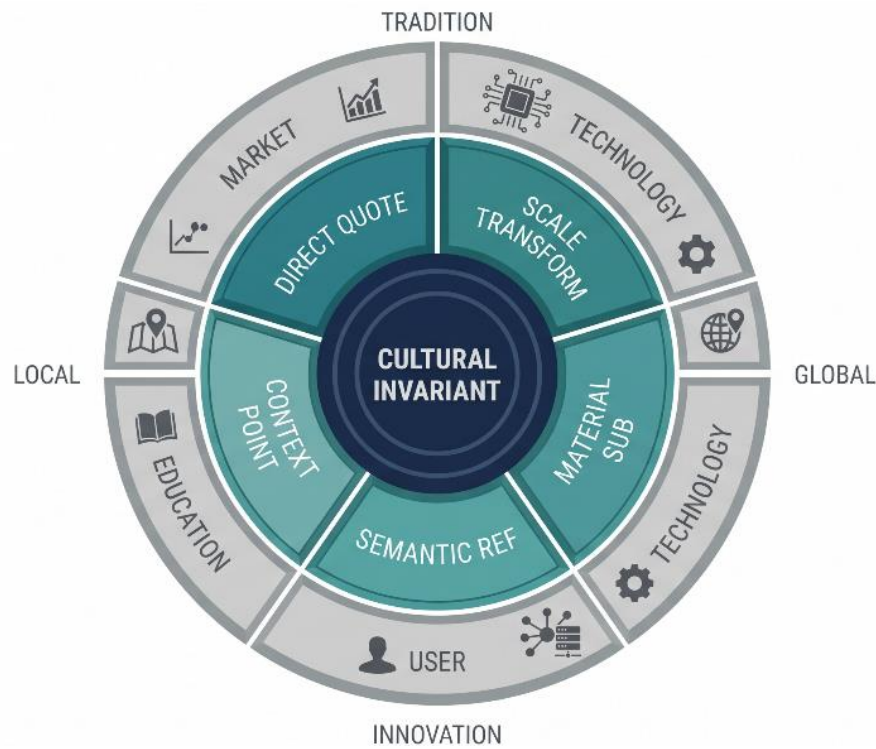 TRADITION
MARKET
TECHNOLOGY
DIRECT QUOTE
SCALE
TRANSFORM
LOCAL
CULTURAL
INVARIANT
GLOBAL
CONTEXT
POINT
MATERIAL
SUB
EDUCATION
TECHNOLOGY
SEMANTIC REF
USER
INNOVATION